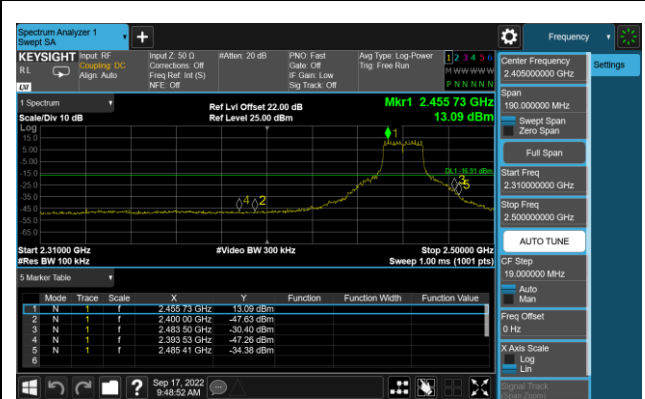 Spectrum Analyzer 1
Swept SA
Frequency
KEYSIGHT Input: RF Input Z: 50 Ω #Atten: 20 dB PNO: Fast Avg Type: Log-Power 1 2 3 4 5 6
RL Coupling: DC Corrections: Off Gate: Off Trig: Free Run M W W W W W
Align: Auto Freq Ref: Int (S) IF Gain: Low
NFE: Off Sig Track: Off P N N N N N
LXI
Center Frequency
2.405000000 GHz
Settings
1 Spectrum
Ref Lvl Offset 22.00 dB
Mkr1 2.455 73 GHz
Scale/Div 10 dB
Ref Level 25.00 dBm
13.09 dBm
Log
15.0
5.00
-5.00
-15.0
-25.0
-35.0
-45.0
-55.0
-65.0
1
DL1 -16.91 dBm
3
5
4 2
Start 2.31000 GHz #Video BW 300 kHz Stop 2.50000 GHz
#Res BW 100 kHz Sweep 1.00 ms (1001 pts)
Span
190.000000 MHz
Swept Span
Zero Span
Full Span
Start Freq
2.310000000 GHz
Stop Freq
2.500000000 GHz
AUTO TUNE
CF Step
19.000000 MHz
Auto
Man
Freq Offset
0 Hz
X Axis Scale
Log
Lin
Signal Track
(Span Zoom)
5 Marker Table
Mode Trace Scale X Y Function Function Width Function Value
1 N 1 f 2.455 73 GHz 13.09 dBm
2 N 1 f 2.400 00 GHz -47.63 dBm
3 N 1 f 2.483 50 GHz -30.40 dBm
4 N 1 f 2.393 53 GHz -47.26 dBm
5 N 1 f 2.485 41 GHz -34.38 dBm
6
? Sep 17, 2022
9:48:52 AM